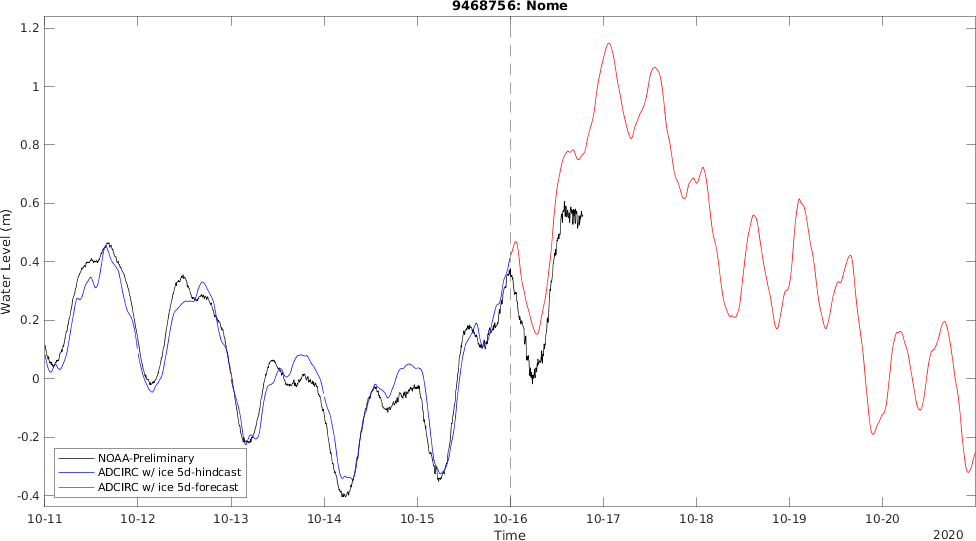 9468756: Nome
Water Level (m)
1.2
1
0.8
0.6
0.4
0.2
0
-0.2
-0.4
NOAA-Preliminary
ADCIRC w/ ice 5d-hindcast
ADCIRC w/ ice 5d-forecast
10-11 10-12 10-13 10-14 10-15 10-16 10-17 10-18 10-19 10-20
Time
2020